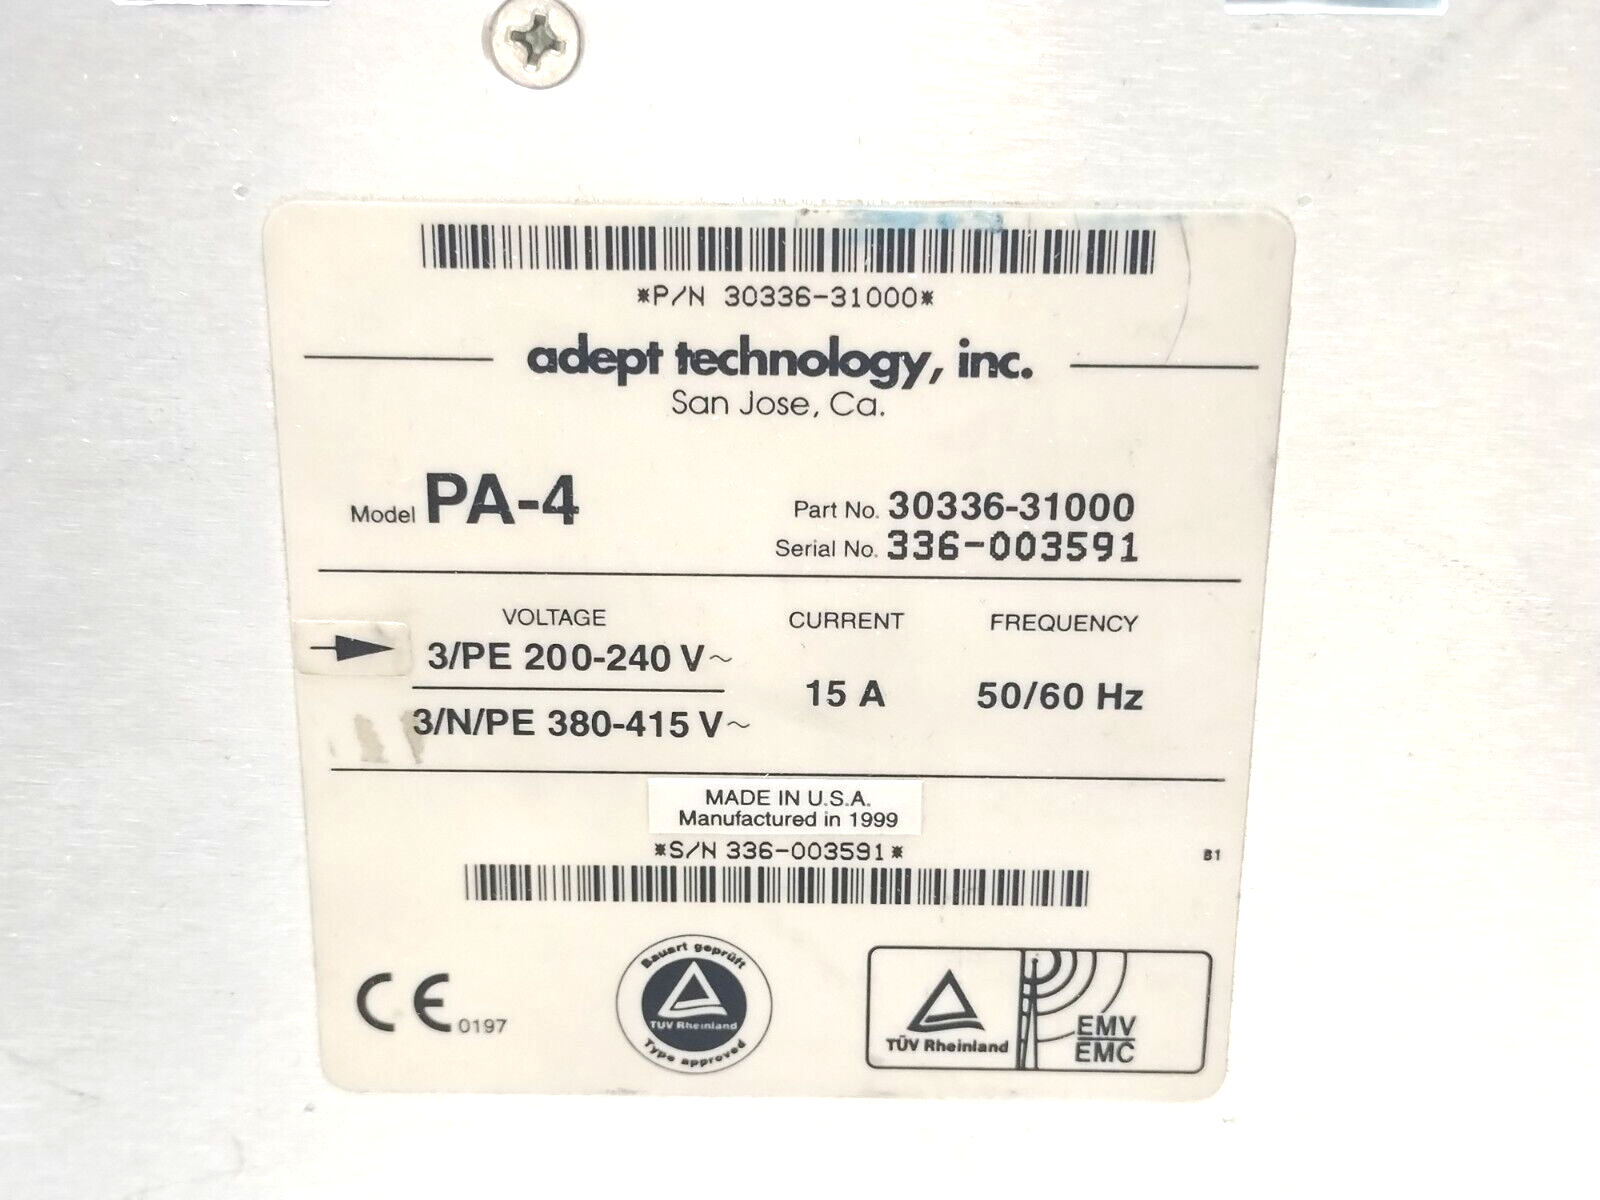 *P/N 30336-31000*
adept technology, inc.
San Jose, Ca.
Model PA-4
Part No. 30336-31000
Serial No. 336-003591
VOLTAGE CURRENT FREQUENCY
3/PE 200-240 V~
15 A 50/60 Hz
3/N/PE 380-415 V~
MADE IN U.S.A.
Manufactured in 1999
*S/N 336-003591*
B1
CE 0197
Bauart geprüft
TÜV Rheinland
Type approved
TÜV Rheinland
EMV
EMC